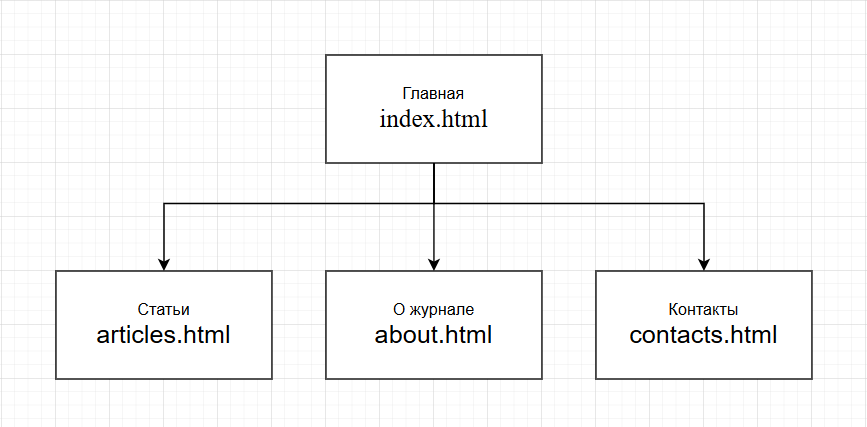 Главная
index.html
Статьи
articles.html
О журнале
about.html
Контакты
contacts.html